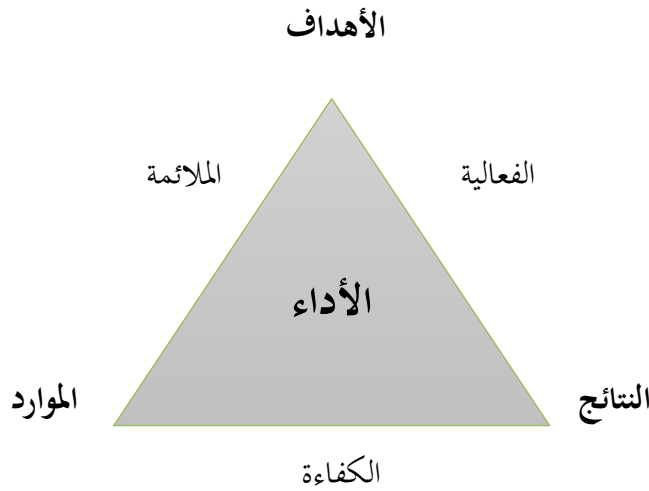 الأهداف
الفعالية
الملائمة
الأداء
النتائج
الموارد
الكفاءة